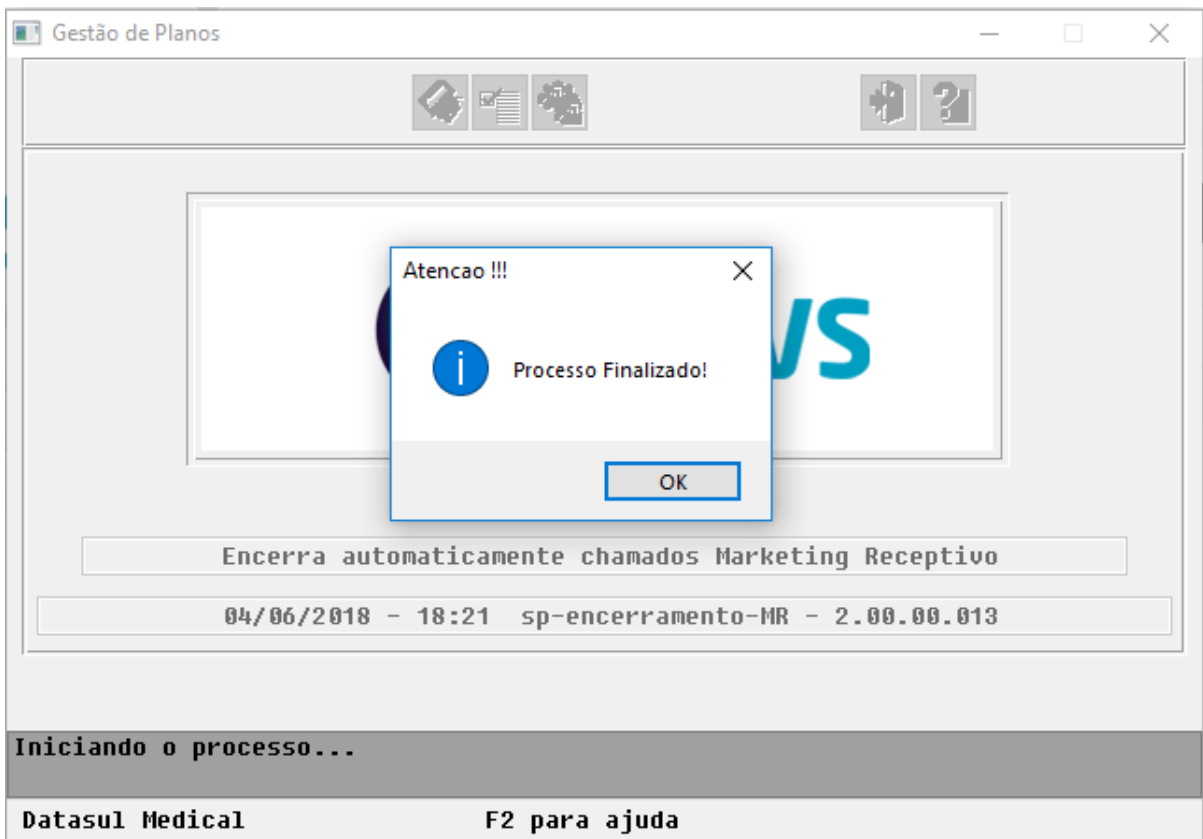 Gestão de Planos
Atencao !!!
Processo Finalizado!
OK
Encerra automaticamente chamados Marketing Receptivo
04/06/2018 - 18:21 sp-encerramento-MR - 2.00.00.013
Iniciando o processo...
Datasul Medical F2 para ajuda